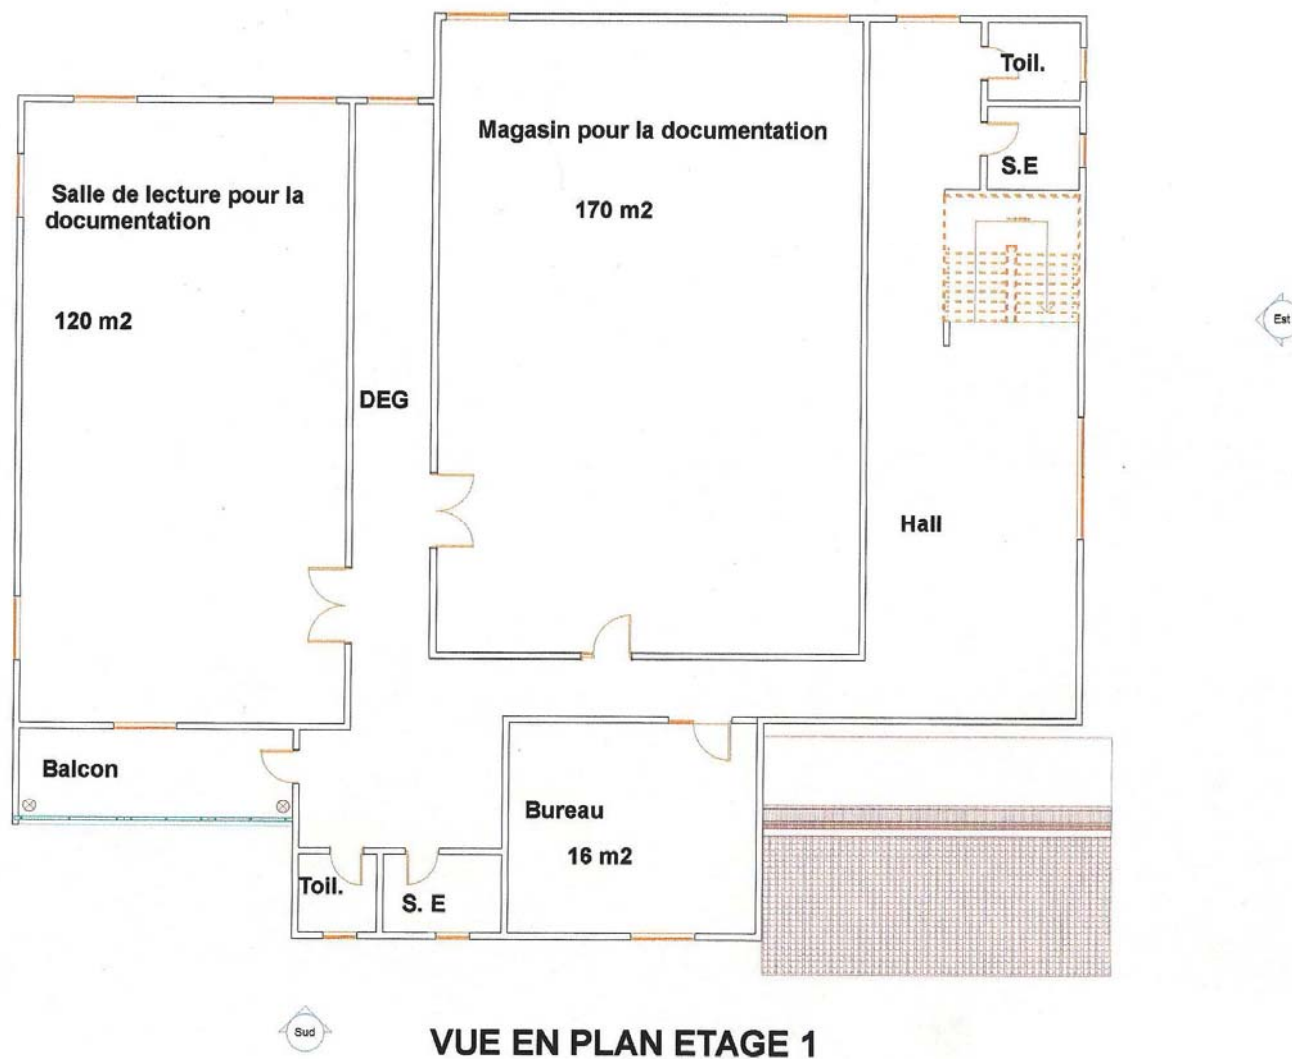 Toil.
Magasin pour la documentation
S.E
Salle de lecture pour la
documentation
170 m2
120 m2
Est
DEG
Hall
Balcon
Bureau
16 m2
Toil.
S. E
Sud
VUE EN PLAN ETAGE 1